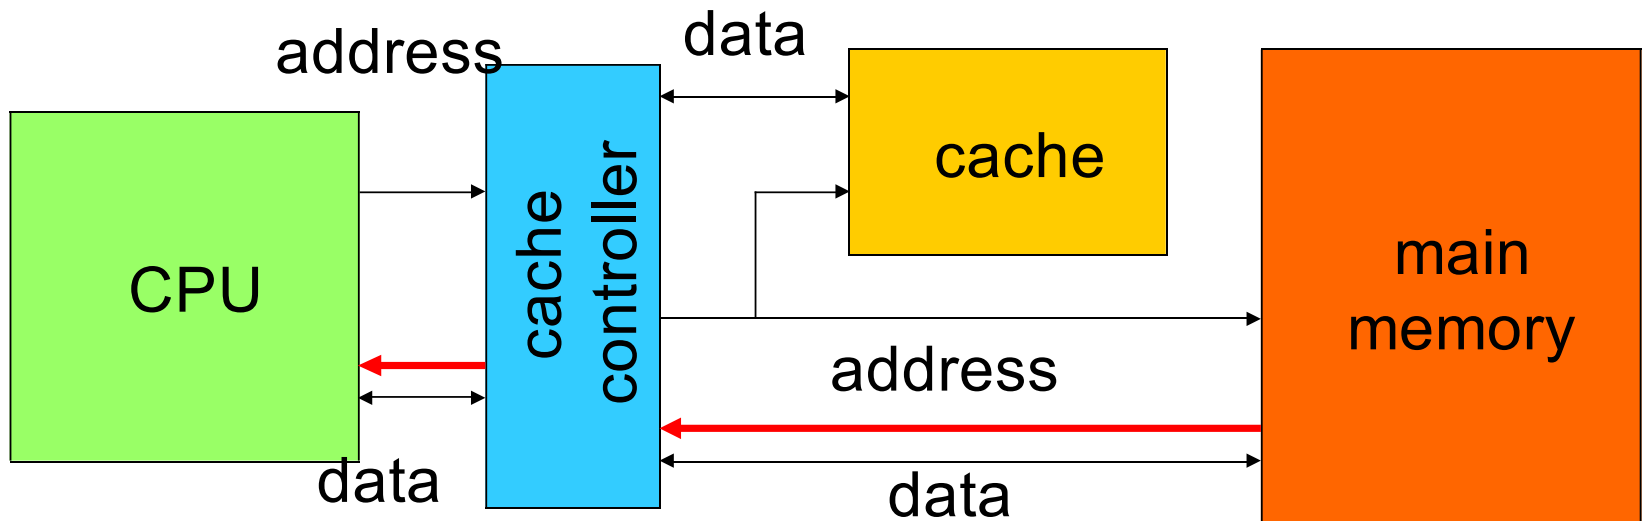 address
data
CPU
cache
controller
cache
main
memory
address
data
data